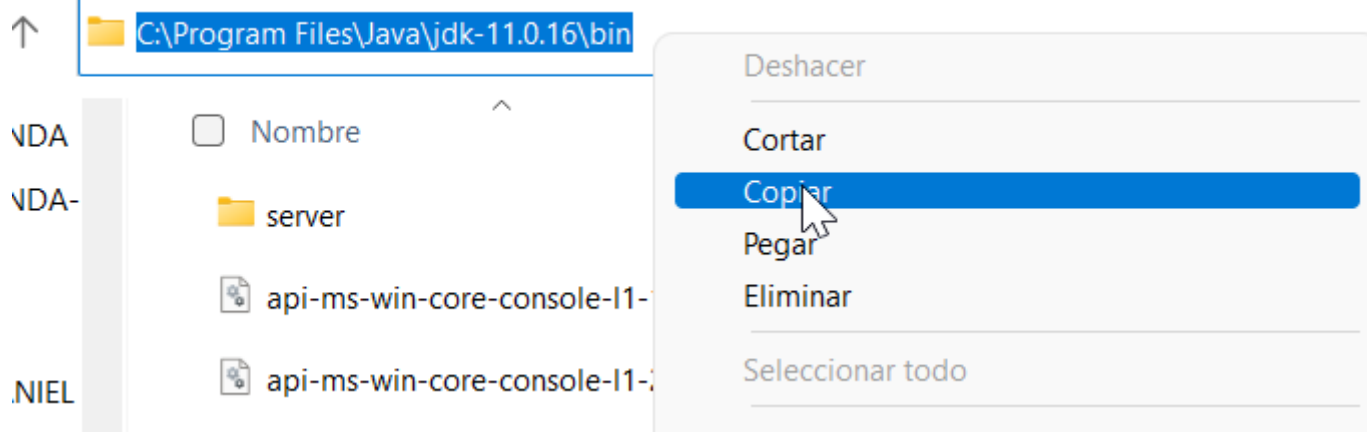 C:\Program Files\Java\jdk-11.0.16\bin
Deshacer
NDA
Nombre
Cortar
NDA-
server
Copiar
Pegar
api-ms-win-core-console-l1-
Eliminar
NIEL
api-ms-win-core-console-l1-2
Seleccionar todo